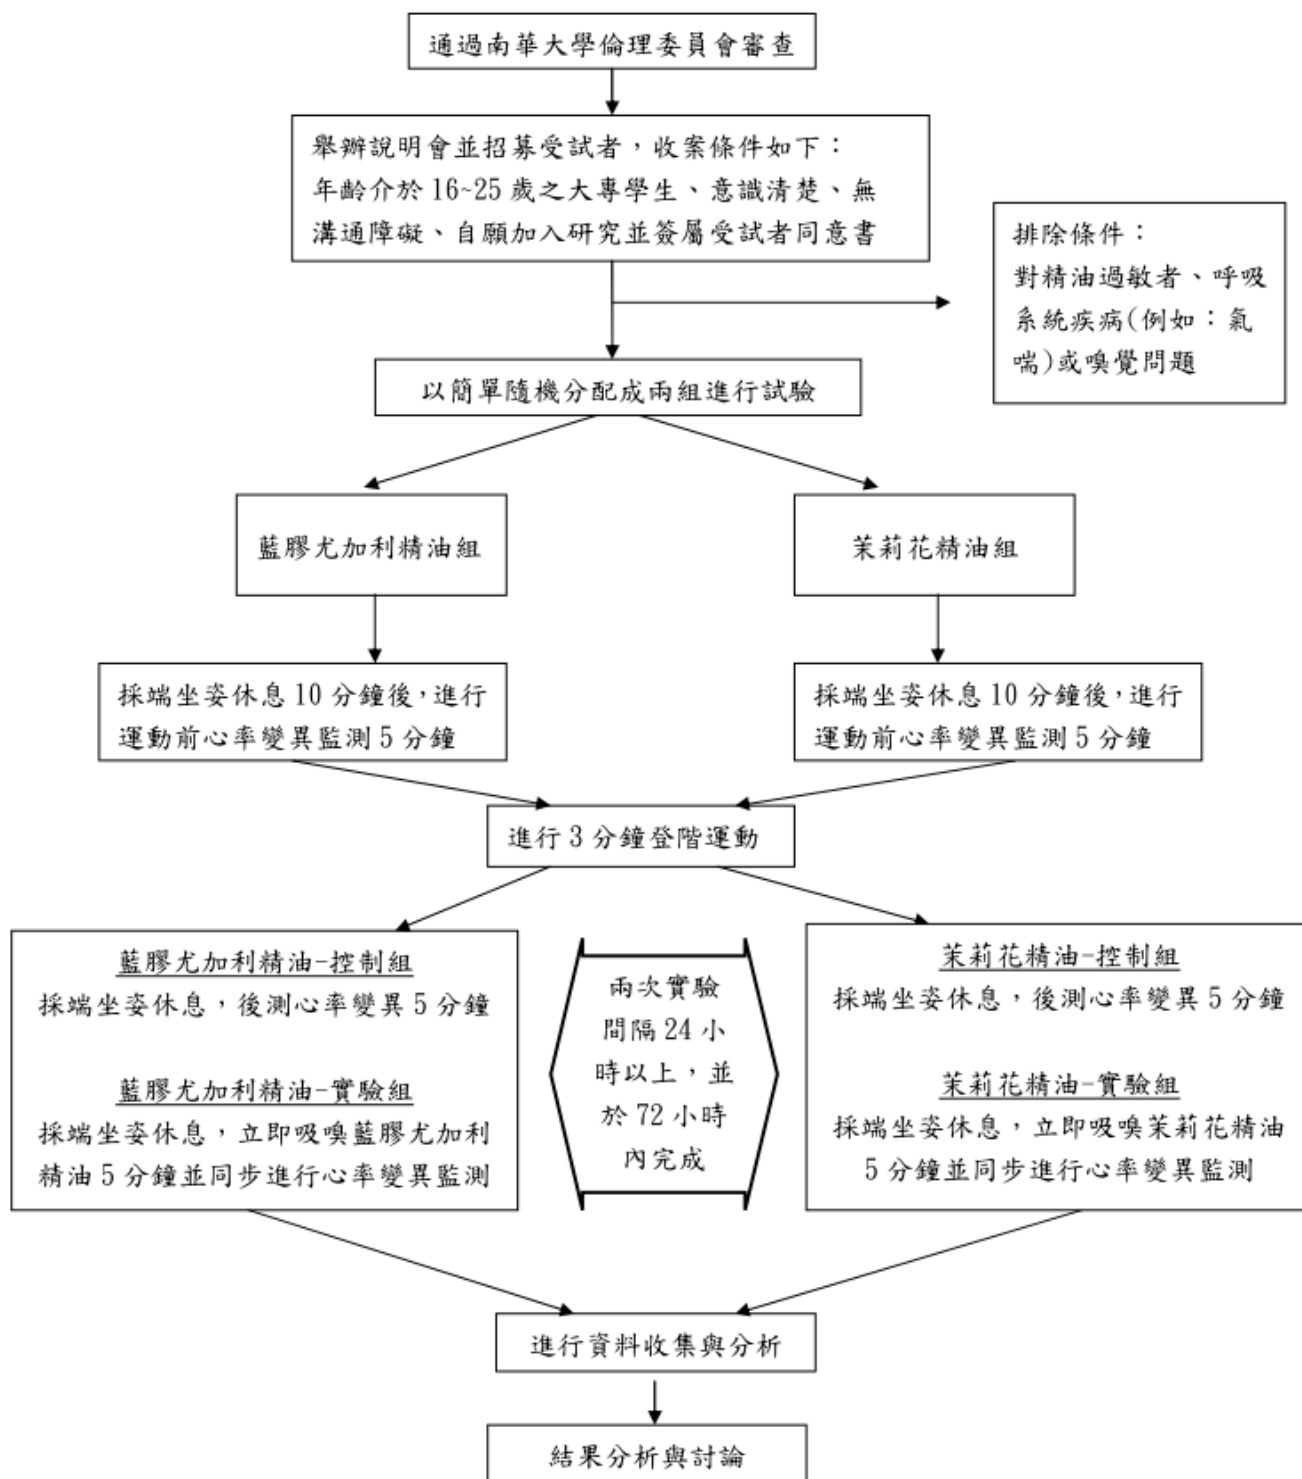 通過南華大學倫理委員會審查
舉辦說明會並招募受試者，收案條件如下：
年齡介於 16~25 歲之大專學生、意識清楚、無
溝通障礙、自願加入研究並簽屬受試者同意書
排除條件：
對精油過敏者、呼吸
系統疾病(例如：氣
喘)或嗅覺問題
以簡單隨機分配成兩組進行試驗
藍膠尤加利精油組
茉莉花精油組
採端坐姿休息 10 分鐘後，進行
運動前心率變異監測 5 分鐘
採端坐姿休息 10 分鐘後，進行
運動前心率變異監測 5 分鐘
進行 3 分鐘登階運動
藍膠尤加利精油-控制組
採端坐姿休息，後測心率變異 5 分鐘
藍膠尤加利精油-實驗組
採端坐姿休息，立即吸嗅藍膠尤加利
精油 5 分鐘並同步進行心率變異監測
兩次實驗
間隔 24 小
時以上，並
於 72 小時
內完成
茉莉花精油-控制組
採端坐姿休息，後測心率變異 5 分鐘
茉莉花精油-實驗組
採端坐姿休息，立即吸嗅茉莉花精油
5 分鐘並同步進行心率變異監測
進行資料收集與分析
結果分析與討論